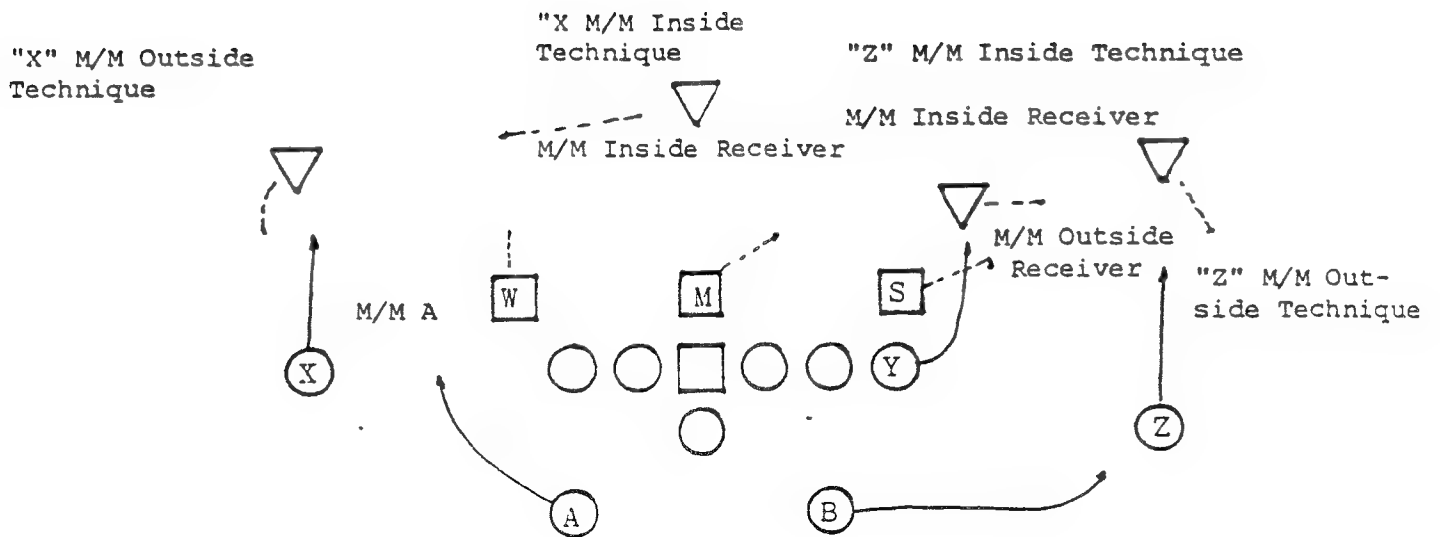 "X M/M Inside
Technique
"X" M/M Outside
Technique
"Z" M/M Inside Technique
M/M Inside Receiver
M/M Inside Receiver
M/M Outside
Receiver
"Z" M/M Out-
side Technique
M/M A
W
M
S
X
Y
Z
A
B